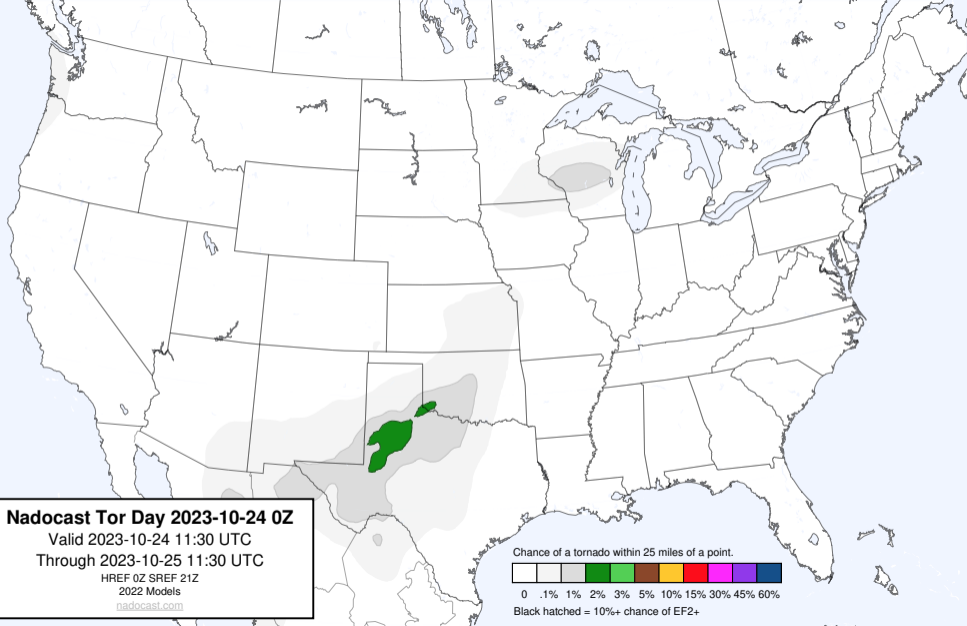 Nadocast Tor Day 2023-10-24 0Z
Valid 2023-10-24 11:30 UTC
Through 2023-10-25 11:30 UTC
HREF 0Z SREF 21Z
2022 Models
nadocast.com
Chance of a tornado within 25 miles of a point.
0 .1% 1% 2% 3% 5% 10% 15% 30% 45% 60%
Black hatched = 10%+ chance of EF2+